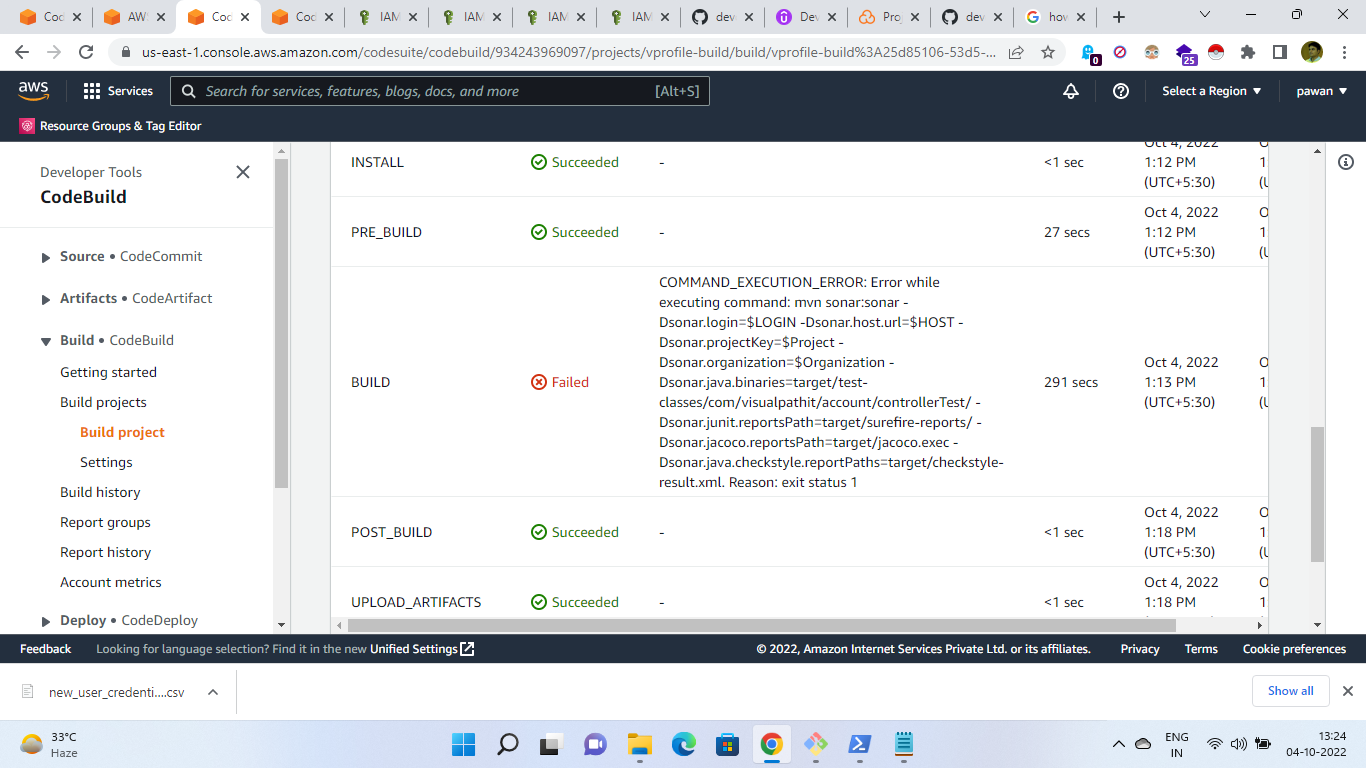 Cod
AWS
Cod
Cod
IAM
IAM
IAM
IAM
dev
Dev
Proj
dev
how
us-east-1.console.aws.amazon.com/codesuite/codebuild/934243969097/projects/vprofile-build/build/vprofile-build%3A25d85106-53d5-...
0
25
aws
Services
Search for services, features, blogs, docs, and more
[Alt+S]
Select a Region
pawan
Resource Groups & Tag Editor
Developer Tools
CodeBuild
Source • CodeCommit
Artifacts • CodeArtifact
Build • CodeBuild
Getting started
Build projects
Build project
Settings
Build history
Report groups
Report history
Account metrics
Deploy • CodeDeploy
INSTALL
Succeeded
-
<1 sec
Oct 4, 2022
1:12 PM
(UTC+5:30)
PRE_BUILD
Succeeded
-
27 secs
Oct 4, 2022
1:12 PM
(UTC+5:30)
BUILD
Failed
COMMAND_EXECUTION_ERROR: Error while
executing command: mvn sonar:sonar -
Dsonar.login=$LOGIN -Dsonar.host.url=$HOST -
Dsonar.projectKey=$Project -
Dsonar.organization=$Organization -
Dsonar.java.binaries=target/test-
classes/com/visualpathit/account/controllerTest/ -
Dsonar.junit.reportsPath=target/surefire-reports/ -
Dsonar.jacoco.reportsPath=target/jacoco.exec -
Dsonar.java.checkstyle.reportPaths=target/checkstyle-
result.xml. Reason: exit status 1
291 secs
Oct 4, 2022
1:13 PM
(UTC+5:30)
POST_BUILD
Succeeded
-
<1 sec
Oct 4, 2022
1:18 PM
(UTC+5:30)
UPLOAD_ARTIFACTS
Succeeded
-
<1 sec
Oct 4, 2022
1:18 PM
Feedback
Looking for language selection? Find it in the new Unified Settings
© 2022, Amazon Internet Services Private Ltd. or its affiliates.
Privacy
Terms
Cookie preferences
new_user_credenti....csv
Show all
33°C
Haze
ENG
IN
13:24
04-10-2022